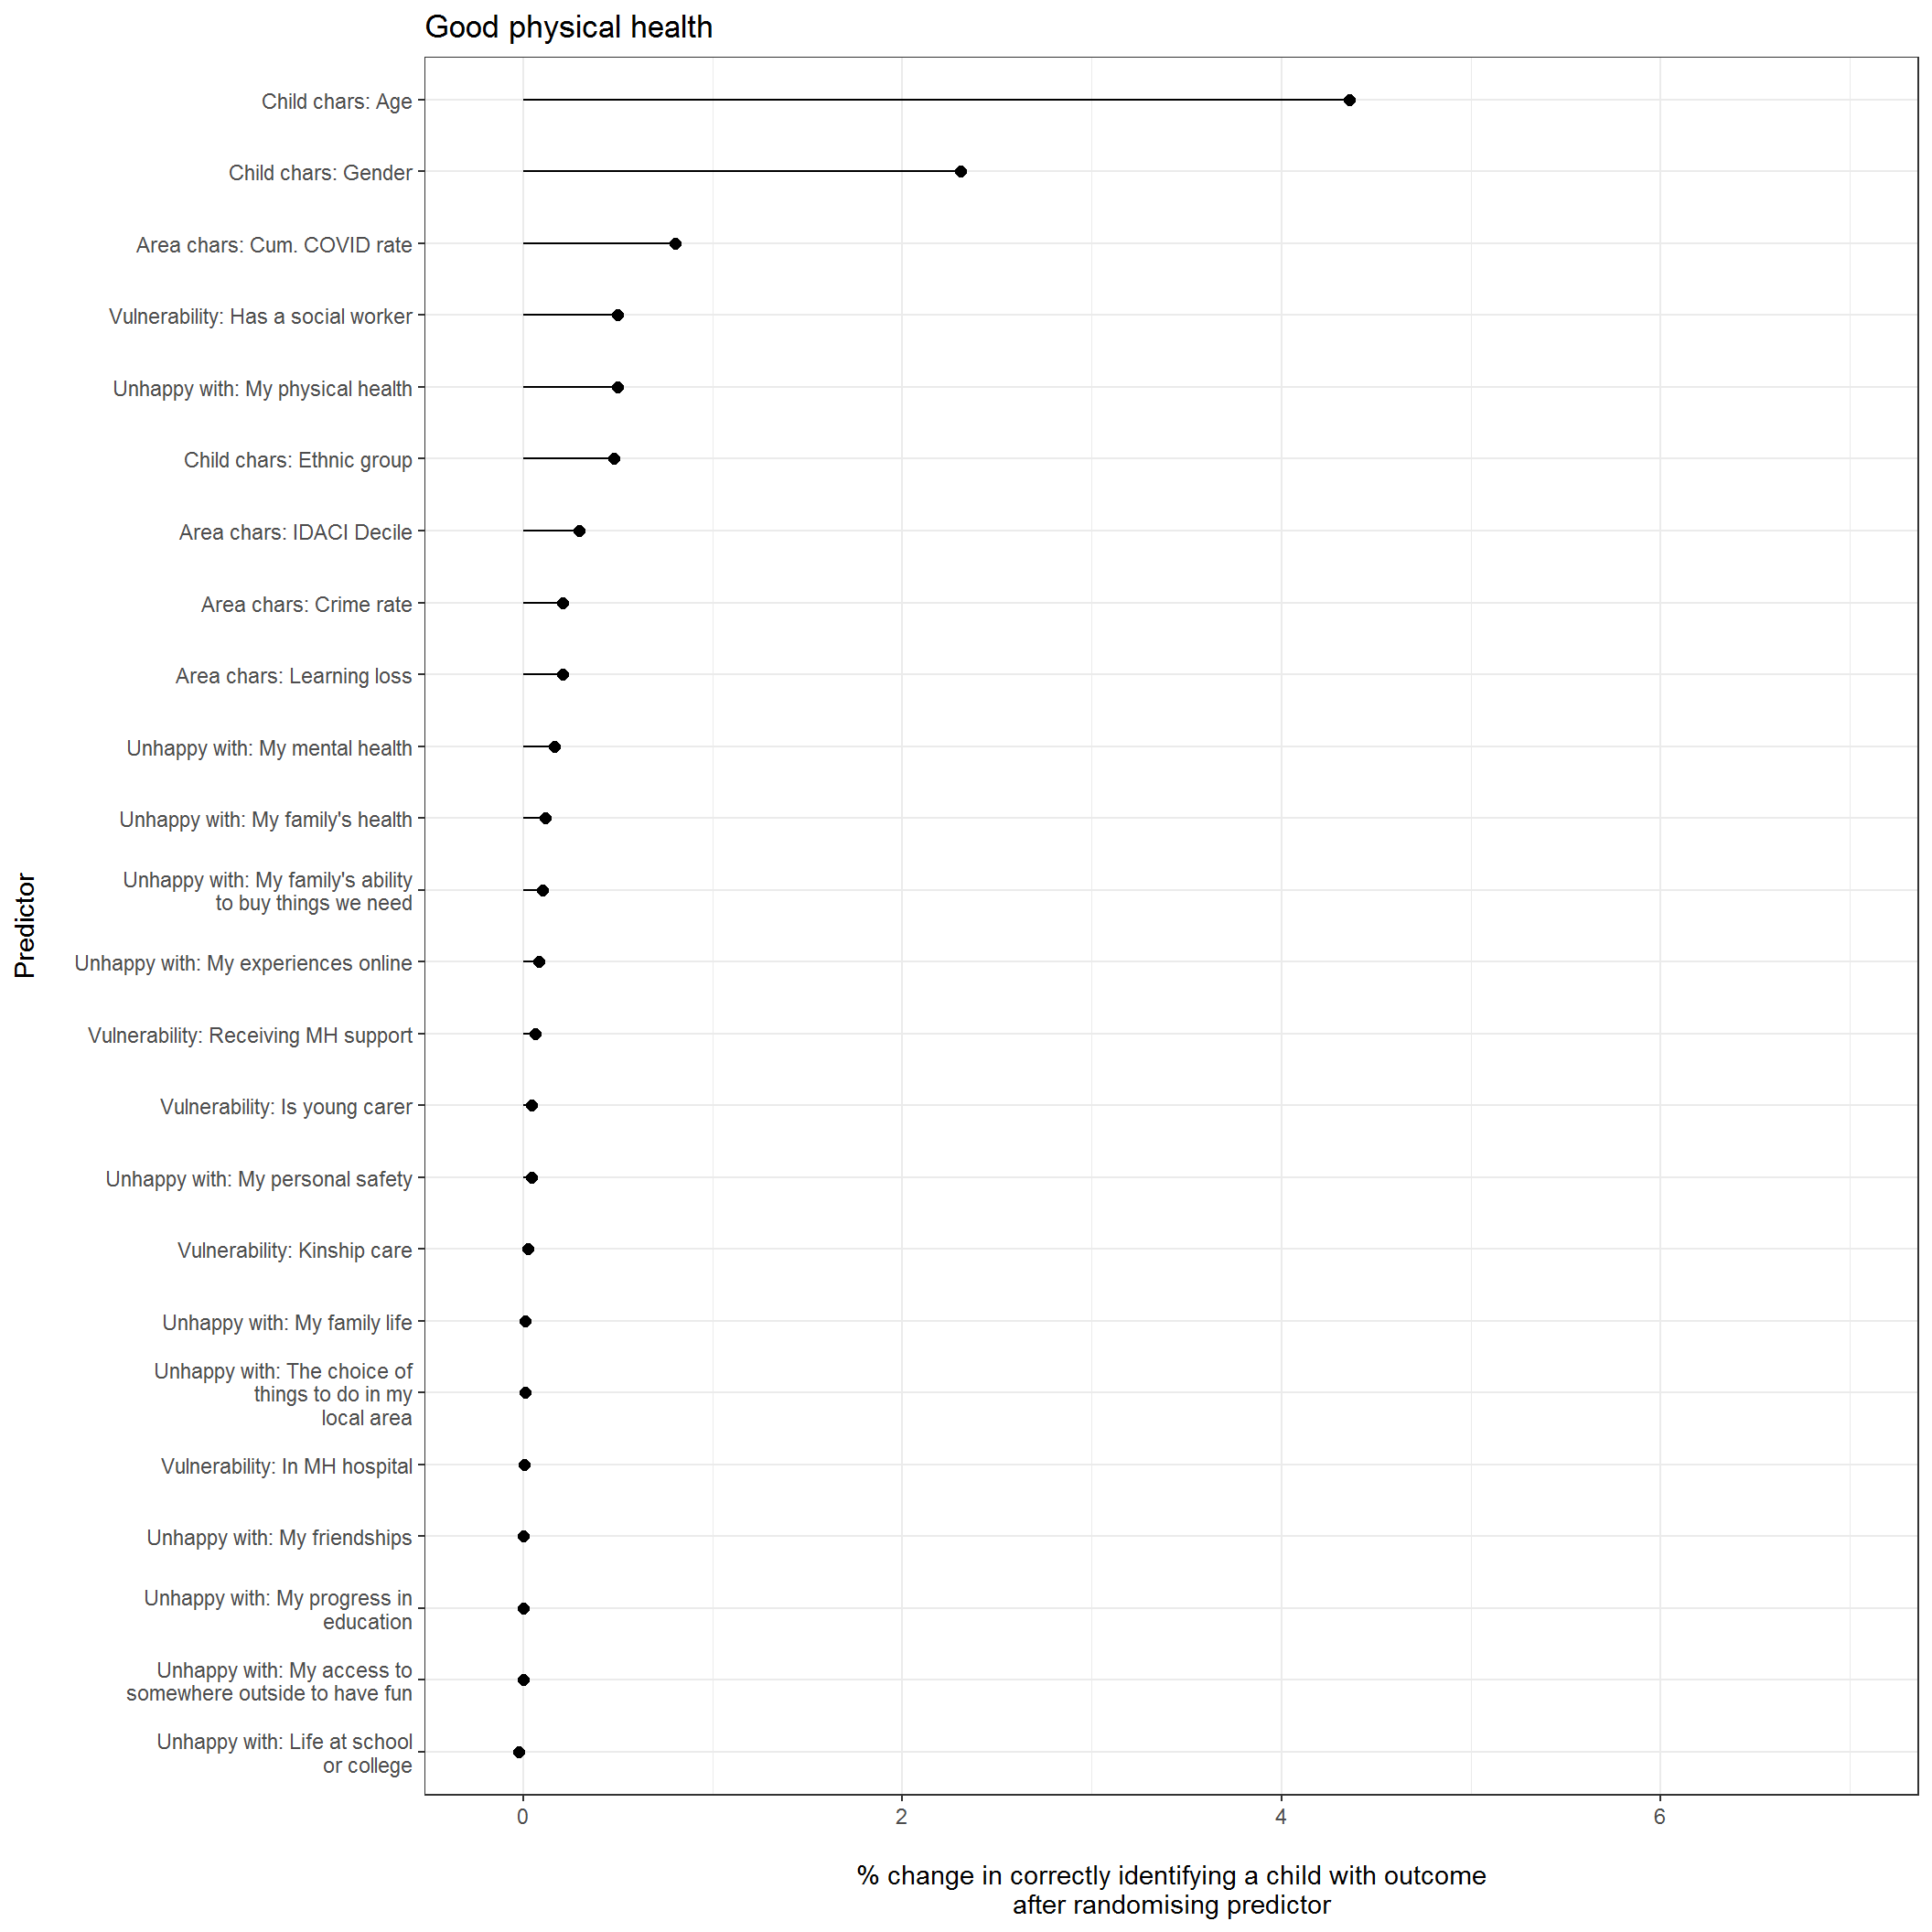 Good physical health
Child chars: Age
Child chars: Gender
Area chars: Cum. COVID rate
Vulnerability: Has a social worker
Unhappy with: My physical health
Child chars: Ethnic group
Area chars: IDACI Decile
Area chars: Crime rate
Area chars: Learning loss
Unhappy with: My mental health
Unhappy with: My family's health
Unhappy with: My family's ability
to buy things we need
Unhappy with: My experiences online
Vulnerability: Receiving MH support
Vulnerability: Is young carer
Unhappy with: My personal safety
Vulnerability: Kinship care
Unhappy with: My family life
Unhappy with: The choice of
things to do in my
local area
Vulnerability: In MH hospital
Unhappy with: My friendships
Unhappy with: My progress in
education
Unhappy with: My access to
somewhere outside to have fun
Unhappy with: Life at school
or college
Predictor
0 2 4 6
% change in correctly identifying a child with outcome
after randomising predictor